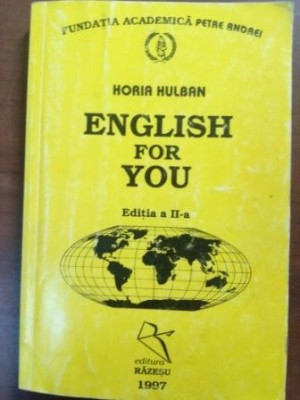 FUNDAȚIA ACADEMICĂ PETRE ANDREI
HORIA HULBAN
ENGLISH
FOR
YOU
Ediția a II-a
editura
RĂZEȘU
1997